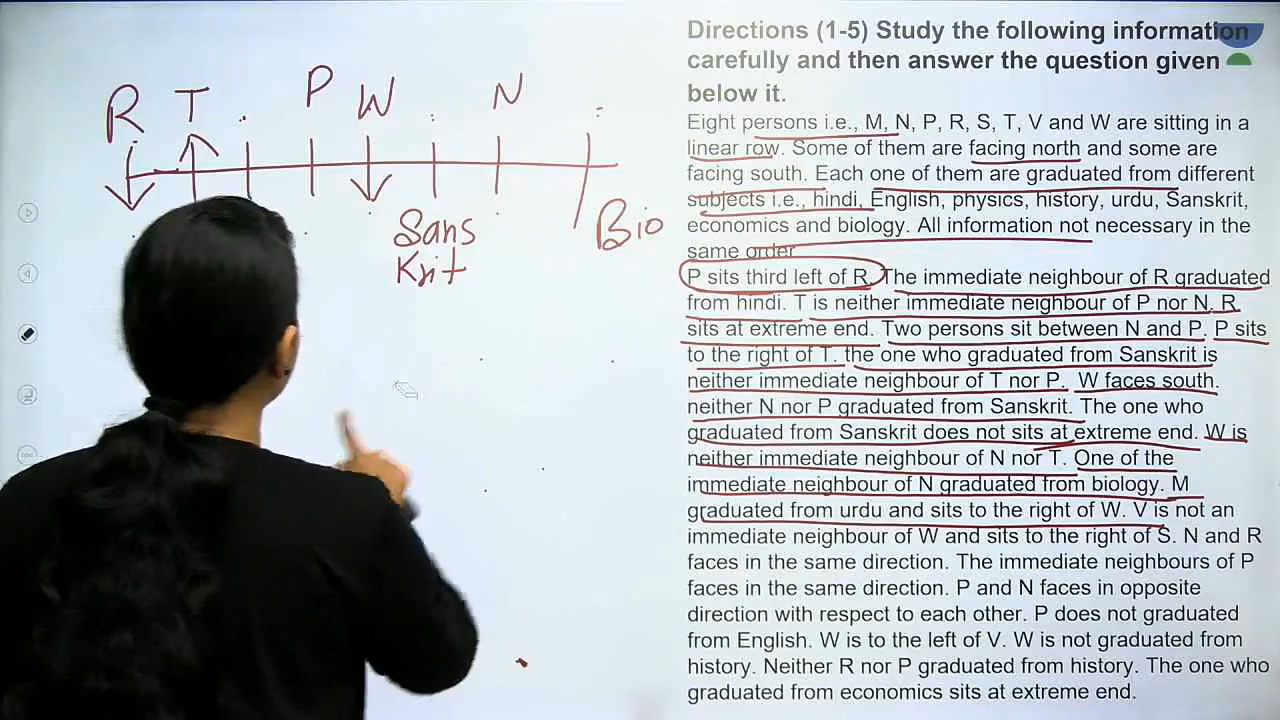 R T . P W . N .
Sans
Krit
Bio
Directions (1-5) Study the following information
carefully and then answer the question given
below it.
Eight persons i.e., M, N, P, R, S, T, V and W are sitting in a
linear row. Some of them are facing north and some are
facing south. Each one of them are graduated from different
subjects i.e., hindi, English, physics, history, urdu, Sanskrit,
economics and biology. All information not necessary in the
same order
P sits third left of R. The immediate neighbour of R graduated
from hindi. T is neither immediate neighbour of P nor N. R
sits at extreme end. Two persons sit between N and P. P sits
to the right of T. the one who graduated from Sanskrit is
neither immediate neighbour of T nor P. W faces south.
neither N nor P graduated from Sanskrit. The one who
graduated from Sanskrit does not sits at extreme end. W is
neither immediate neighbour of N nor T. One of the
immediate neighbour of N graduated from biology. M
graduated from urdu and sits to the right of W. V is not an
immediate neighbour of W and sits to the right of S. N and R
faces in the same direction. The immediate neighbours of P
faces in the same direction. P and N faces in opposite
direction with respect to each other. P does not graduated
from English. W is to the left of V. W is not graduated from
history. Neither R nor P graduated from history. The one who
graduated from economics sits at extreme end.